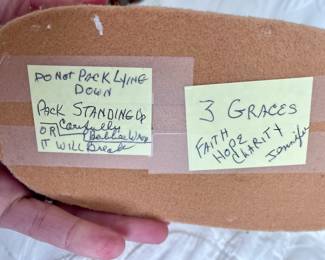 DO NOT PACK LYING
DOWN
PACK STANDING UP
OR Carefully
Bubble Wrap
IT WILL Break
3 GRACES
FAITH
HOPE
CHARITY
Jennifer